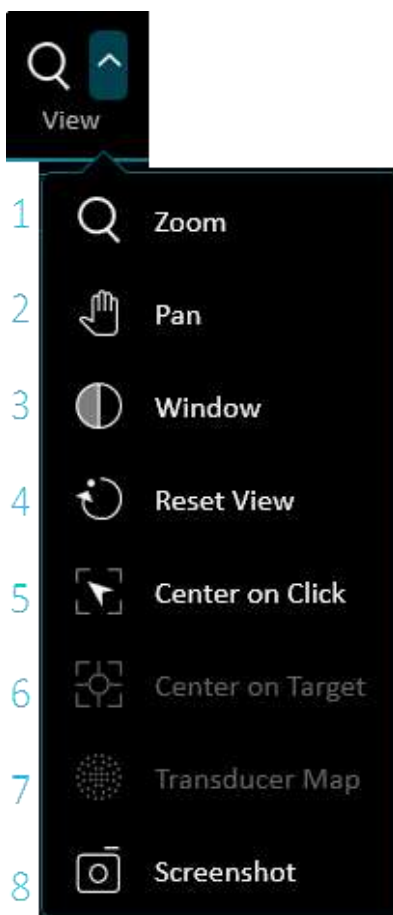 View
1 Zoom
2 Pan
3 Window
4 Reset View
5 Center on Click
6 Center on Target
7 Transducer Map
8 Screenshot